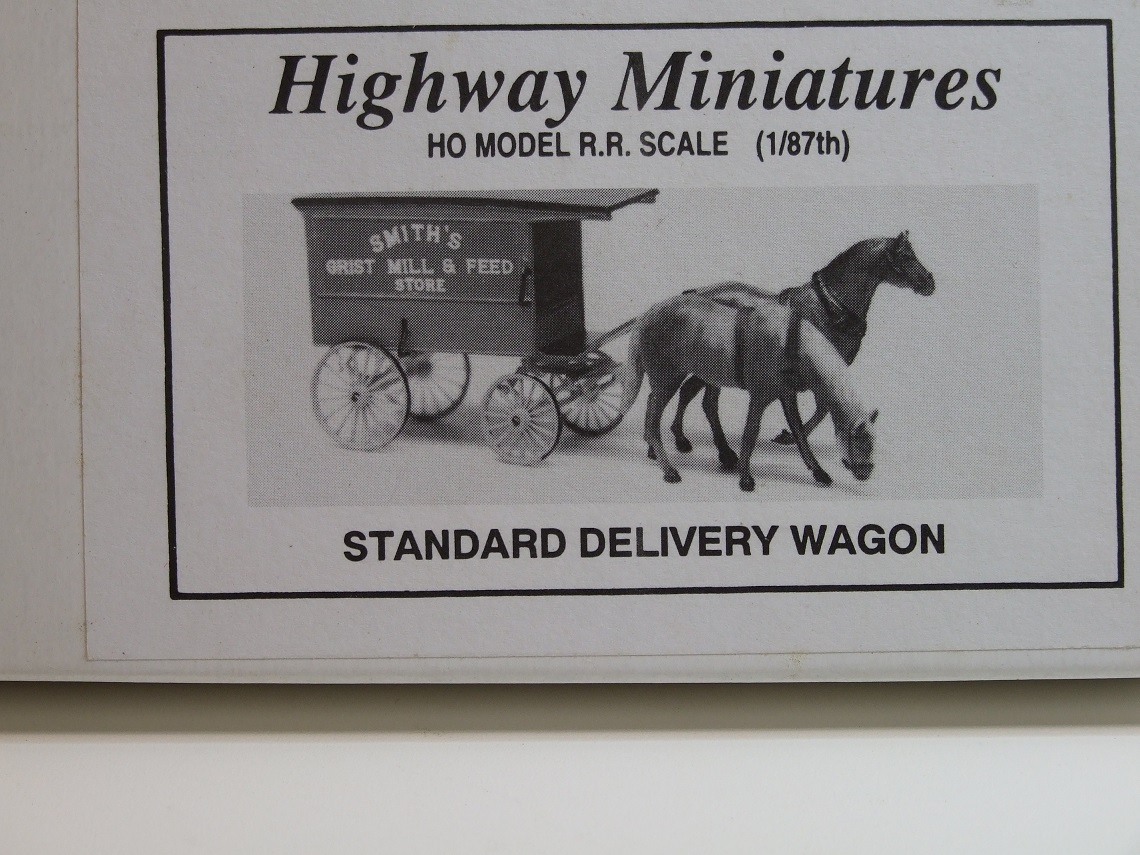 Highway Miniatures
HO MODEL R.R. SCALE (1/87th)
SMITH'S
GRIST MILL & FEED
STORE
STANDARD DELIVERY WAGON